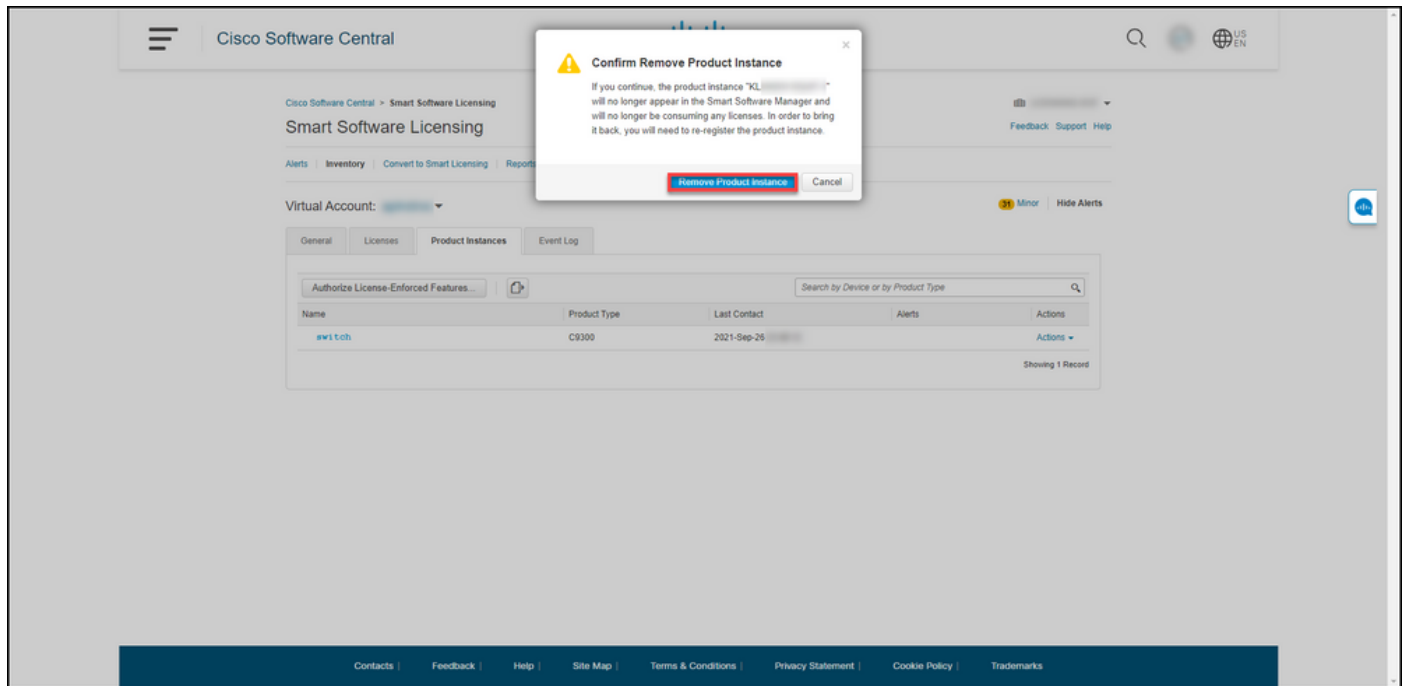 Cisco Software Central
US
EN
Confirm Remove Product Instance
If you continue, the product instance "KL "
will no longer appear in the Smart Software Manager and
will no longer be consuming any licenses. In order to bring
it back, you will need to re-register the product instance.
Remove Product Instance Cancel
Cisco Software Central > Smart Software Licensing
Smart Software Licensing
Feedback Support Help
Alerts | Inventory | Convert to Smart Licensing | Reports
Virtual Account:
31 Minor | Hide Alerts
General Licenses Product Instances Event Log
Authorize License-Enforced Features...
Search by Device or by Product Type
Name Product Type Last Contact Alerts Actions
switch C9300 2021-Sep-26 Actions
Showing 1 Record
Contacts | Feedback | Help | Site Map | Terms & Conditions | Privacy Statement | Cookie Policy | Trademarks